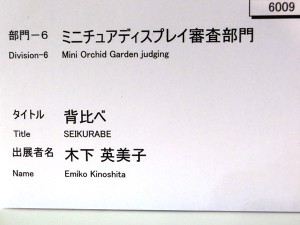 6009
部門－6 ミニチュアディスプレイ審査部門
Division-6 Mini Orchid Garden judging
タイトル 背比べ
Title SEIKURABE
出展者名 木下 英美子
Name Emiko Kinoshita